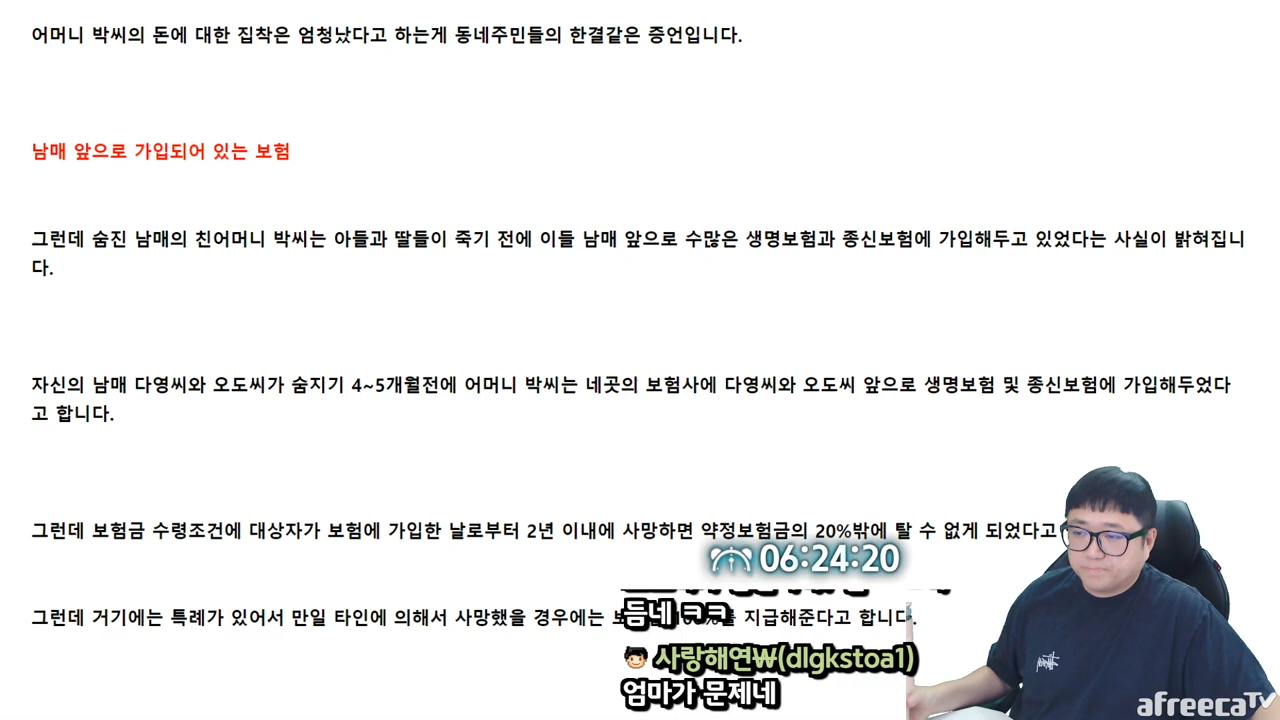 어머니 박씨의 돈에 대한 집착은 엄청났다고 하는게 동네주민들의 한결같은 증언입니다.
남매 앞으로 가입되어 있는 보험
그런데 숨진 남매의 친어머니 박씨는 아들과 딸들이 죽기 전에 이들 남매 앞으로 수많은 생명보험과 종신보험에 가입해두고 있었다는 사실이 밝혀집니
다.
자신의 남매 다영씨와 오도씨가 숨지기 4~5개월전에 어머니 박씨는 네곳의 보험사에 다영씨와 오도씨 앞으로 생명보험 및 종신보험에 가입해두었다
고 합니다.
그런데 보험금 수령조건에 대상자가 보험에 가입한 날로부터 2년 이내에 사망하면 약정보험금의 20%밖에 탈 수 없게 되었다고
06:24:20
그런데 거기에는 특례가 있어서 만일 타인에 의해서 사망했을 경우에는 지급해준다고 합니다.
듬네 ㅋㅋ
사랑해연₩(dlgkstoa1)
엄마가 문제네
afreecaTV